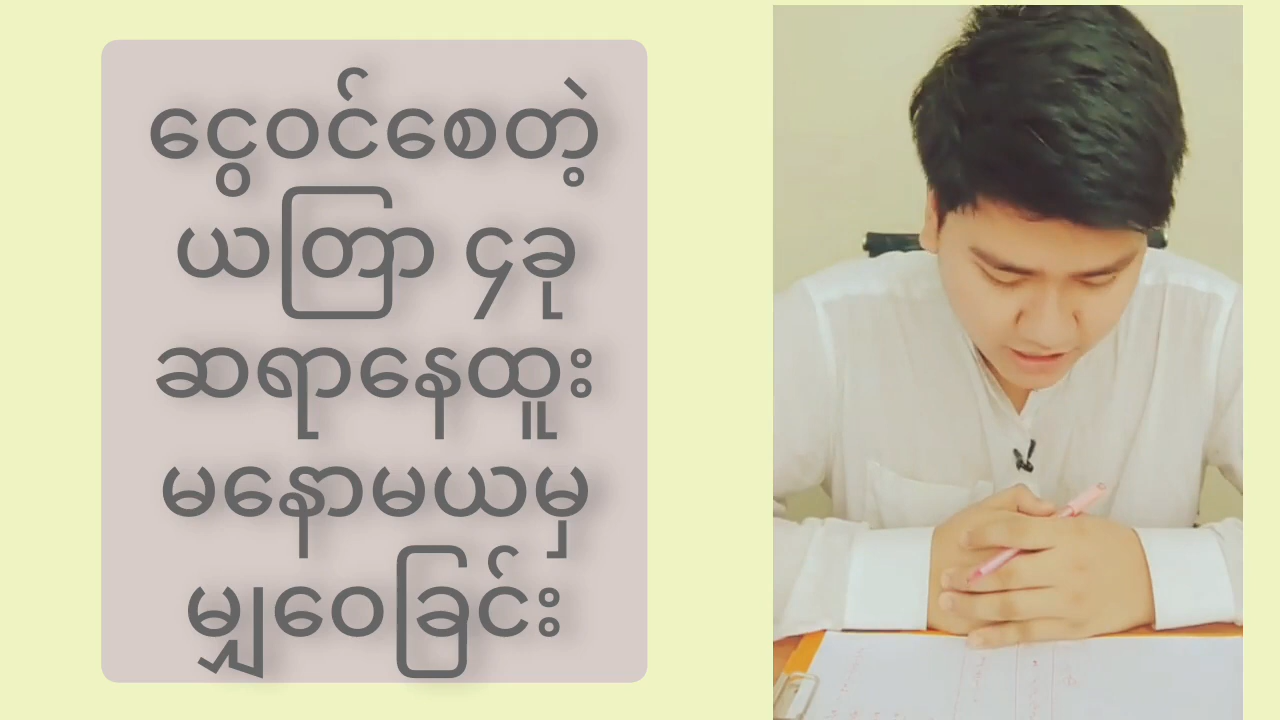 ငွေဝင်စေတဲ့
ယတြာ ၄ခု
ဆရာနေထူး
မနောမယမှ
မျှဝေခြင်း